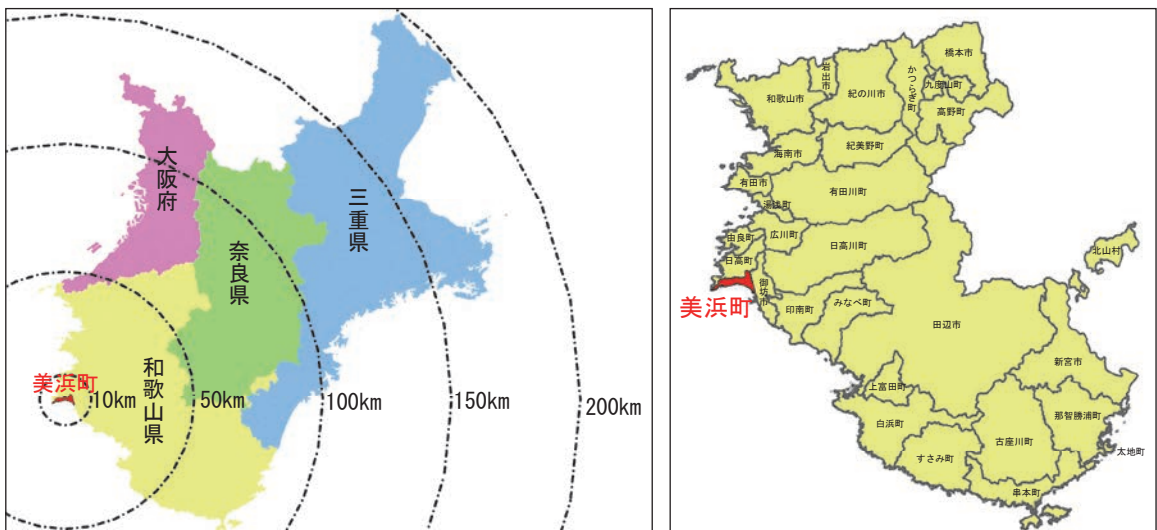 大阪府
奈良県
三重県
和歌山県
美浜町
10km
50km
100km
150km
200km
橋本市
岩出市
かつらぎ町
和歌山市
紀の川市
九度山町
高野町
海南市
紀美野町
有田市
有田川町
湯浅町
由良町
広川町
日高川町
北山村
日高町
御坊市
美浜町
印南町
みなべ町
田辺市
新宮市
上富田町
那智勝浦町
白浜町
古座川町
太地町
すさみ町
串本町